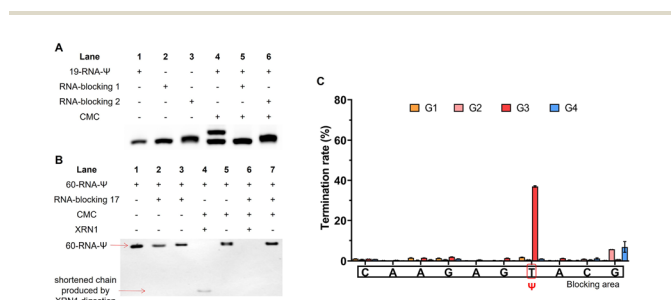 A
Lane 1 2 3 4 5 6
19-RNA-Ψ + - - + + +
RNA-blocking 1 - + - - + -
RNA-blocking 2 - - + - - +
CMC - - - + + +
B
Lane 1 2 3 4 5 6 7
60-RNA-Ψ + + + + + + +
RNA-blocking 17 - + + - - + +
CMC - - - + + + +
XRN1 - - - + - + -
60-RNA-Ψ
shortened chain
produced by
XRN1 digestion
C
Termination rate (%)
80
60
40
20
0
G1 G2 G3 G4
C A A G A G T A C G
Ψ Blocking area